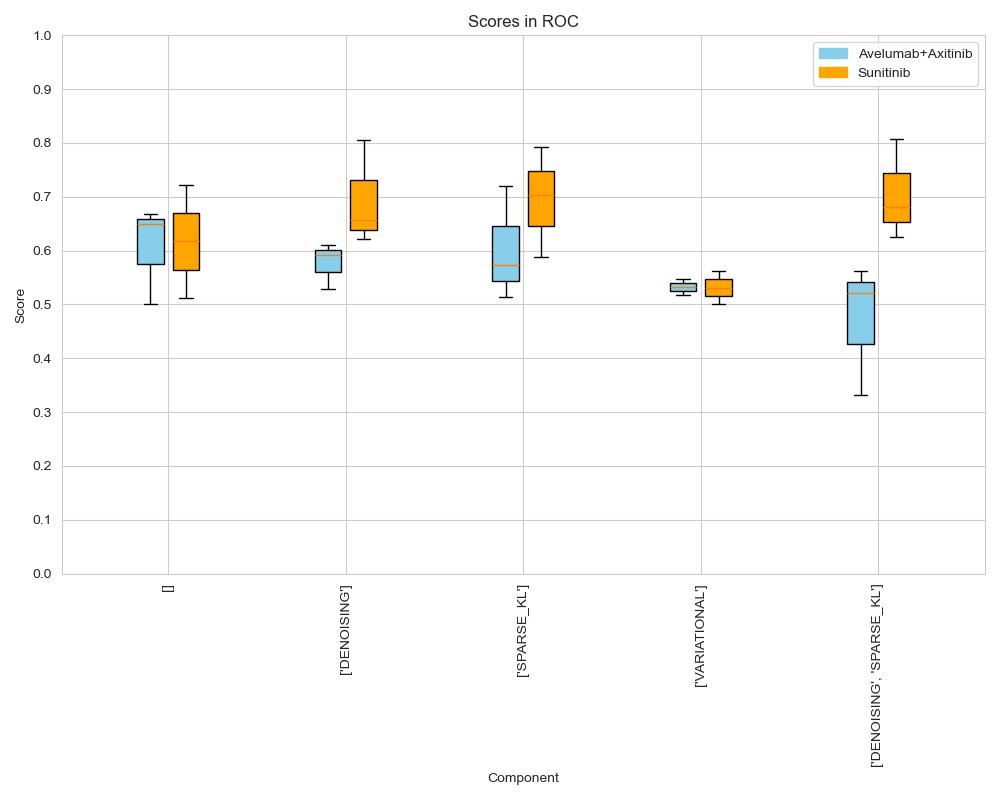 Scores in ROC
1.0
0.9
0.8
0.7
0.6
0.5
0.4
0.3
0.2
0.1
0.0
Score
Avelumab+Axitinib
Sunitinib
[]
['DENOISING']
['SPARSE_KL']
['VARIATIONAL']
['DENOISING', 'SPARSE_KL']
Component